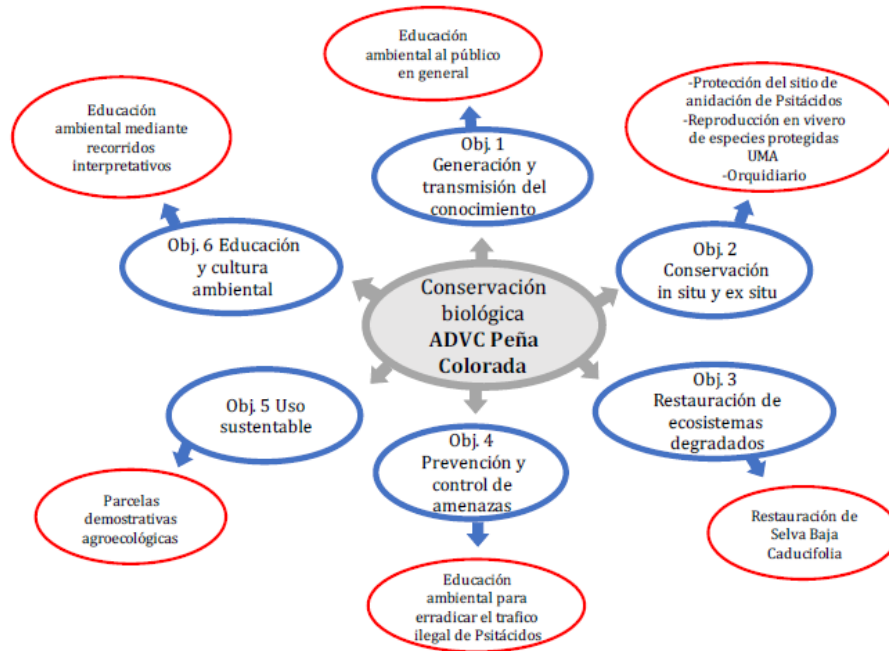 Educación
ambiental al público
en general
Educación
ambiental mediante
recorridos
interpretativos
-Protección del sitio de
anidación de Psitácidos
-Reproducción en vivero
de especies protegidas
UMA
-Orquidiario
Obj. 1
Generación y
transmisión del
conocimiento
Obj. 6 Educación
y cultura
ambiental
Obj. 2
Conservación
in situ y ex situ
Conservación
biológica
ADVC Peña
Colorada
Obj. 5 Uso
sustentable
Obj. 3
Restauración de
ecosistemas
degradados
Obj. 4
Prevención y
control de
amenazas
Parcelas
demostrativas
agroecológicas
Restauración de
Selva Baja
Caducifolia
Educación
ambiental para
erradicar el trafico
ilegal de Psitácidos